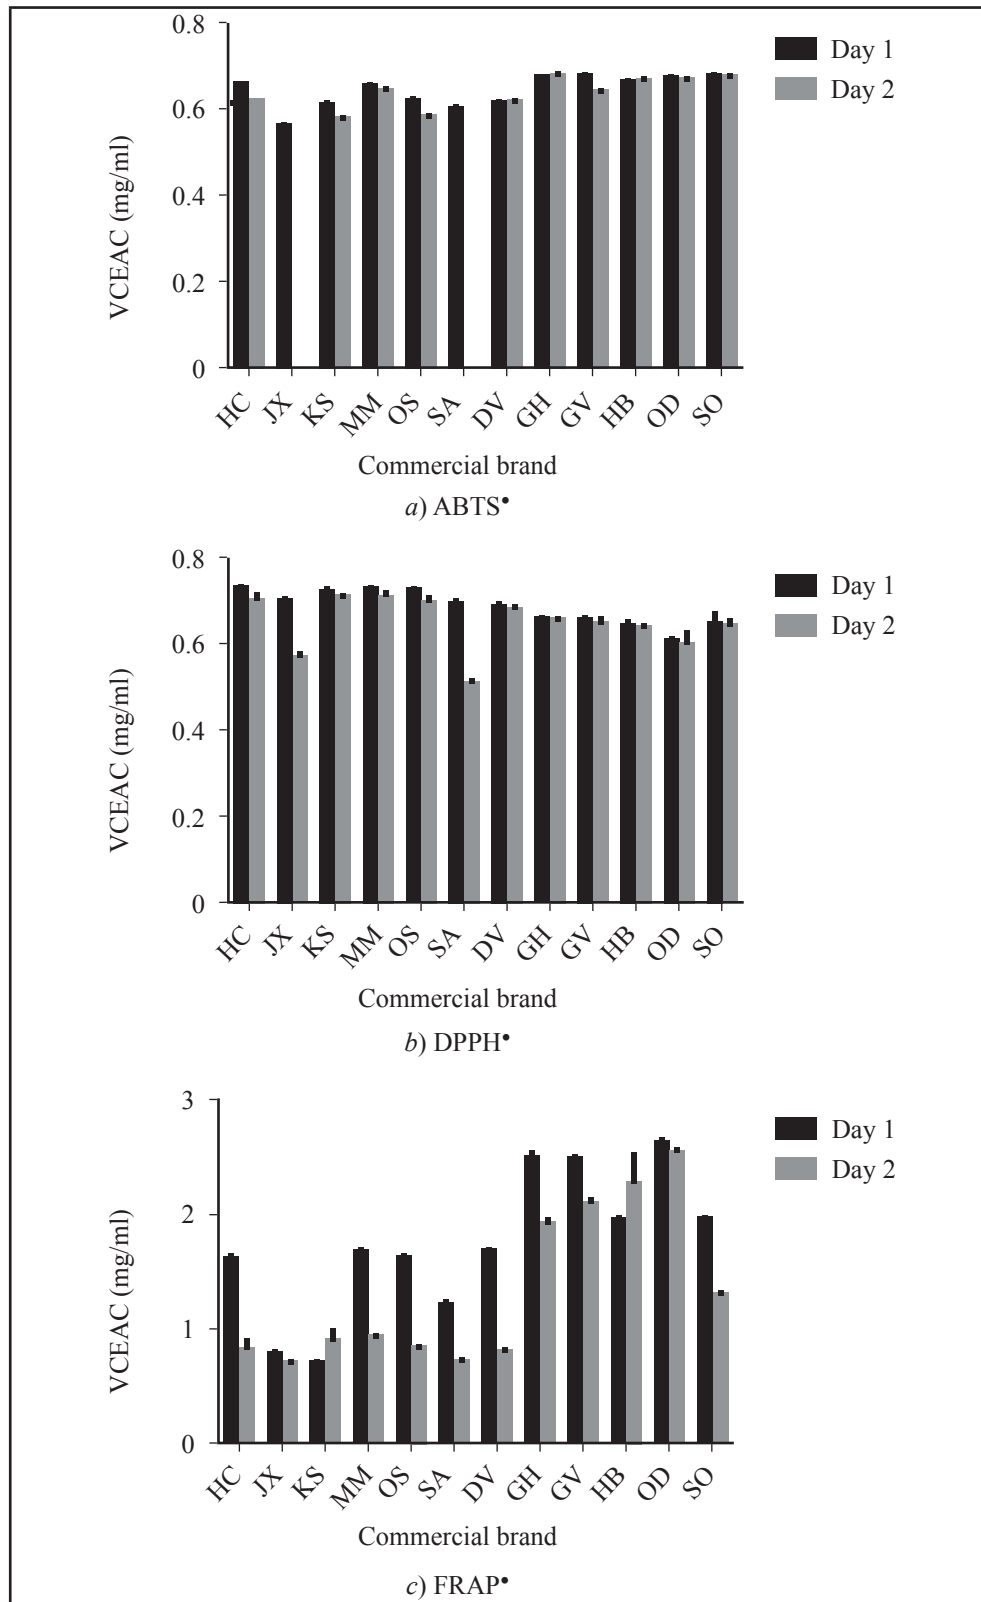 0.8
0.6
0.4
0.2
0
VCEAC (mg/ml)
Day 1
Day 2
HC JX KS MM OS SA DV GH GV HB OD SO
Commercial brand
a) ABTS•
0.8
0.6
0.4
0.2
0
VCEAC (mg/ml)
Day 1
Day 2
HC JX KS MM OS SA DV GH GV HB OD SO
Commercial brand
b) DPPH•
3
2
1
0
VCEAC (mg/ml)
Day 1
Day 2
HC JX KS MM OS SA DV GH GV HB OD SO
Commercial brand
c) FRAP•